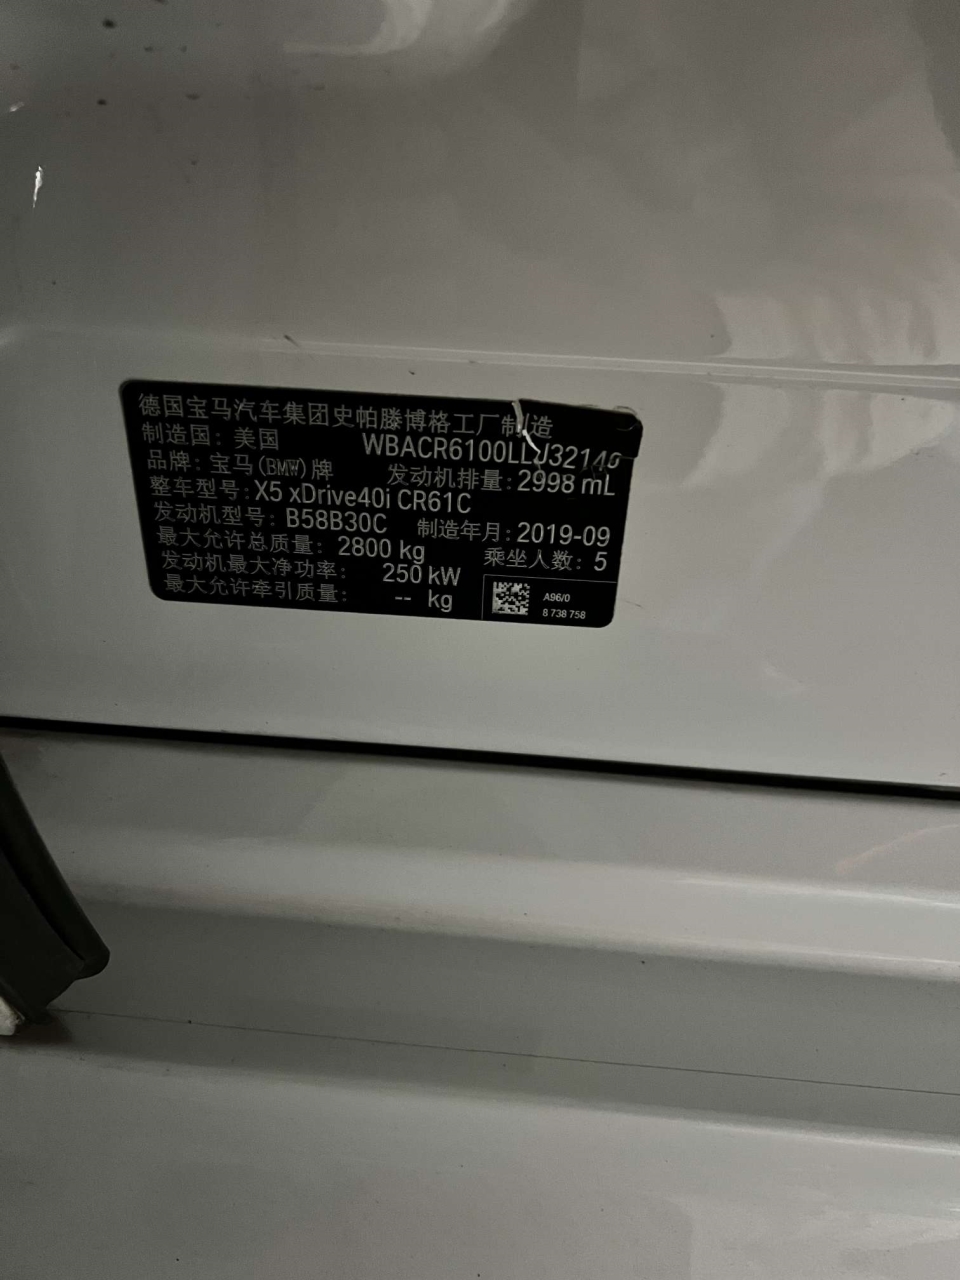 德国宝马汽车集团史帕滕博格工厂制造
制造国: 美国
品牌: 宝马(BMW)牌 发动机排量: 2998 mL
整车型号: X5 xDrive40i CR61C
发动机型号: B58B30C 制造年月: 2019-09
最大允许总质量: 2800 kg 乘坐人数: 5
发动机最大净功率: 250 kW
最大允许牵引质量: -- kg
A96/0
8 738 758